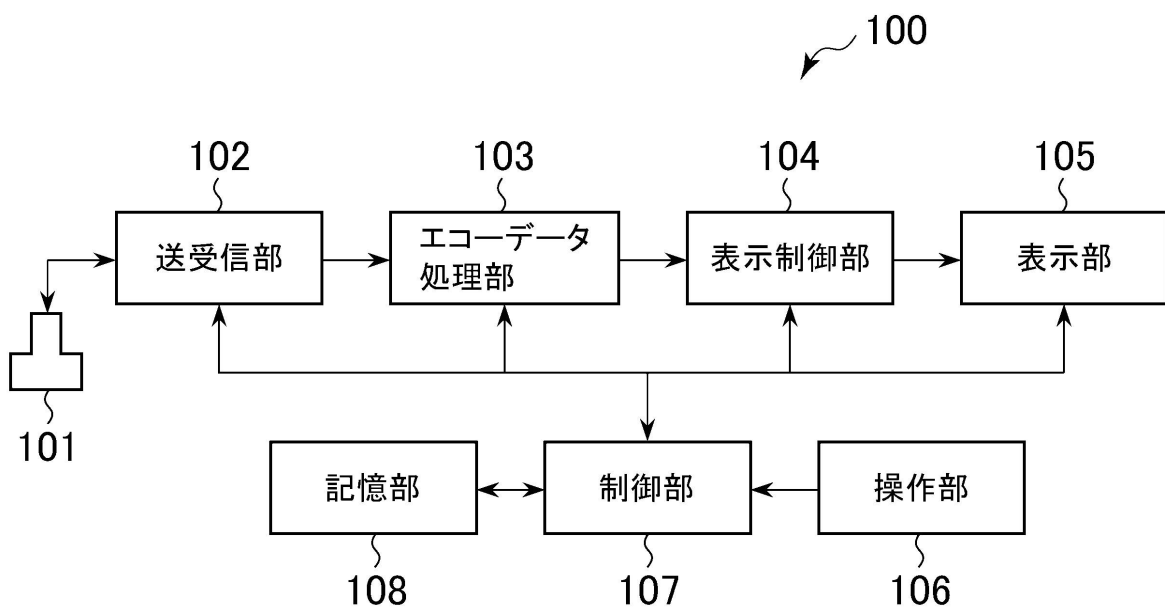 100
102
103
104
105
送受信部
エコーデータ
処理部
表示制御部
表示部
101
記憶部
制御部
操作部
108
107
106